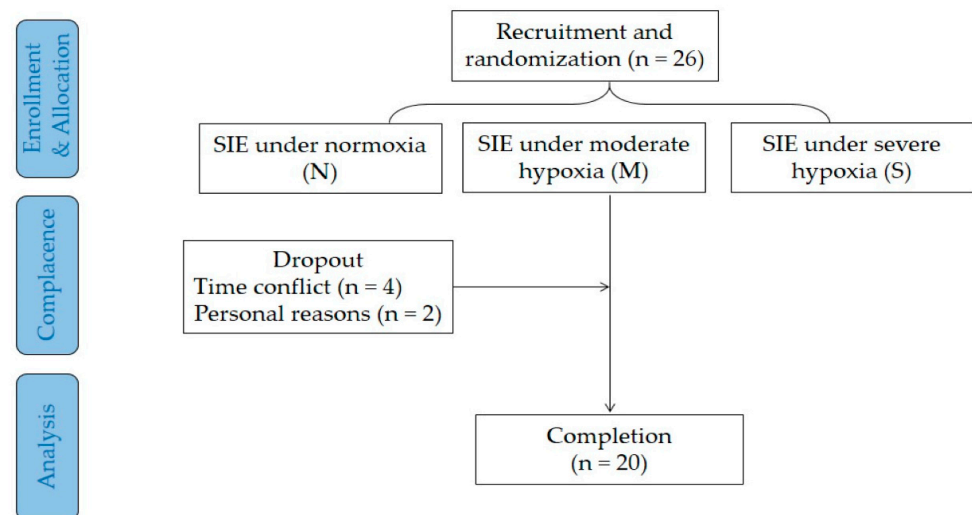 Enrollment
& Allocation
Recruitment and
randomization (n = 26)
SIE under normoxia
(N)
SIE under moderate
hypoxia (M)
SIE under severe
hypoxia (S)
Complacence
Dropout
Time conflict (n = 4)
Personal reasons (n = 2)
Analysis
Completion
(n = 20)